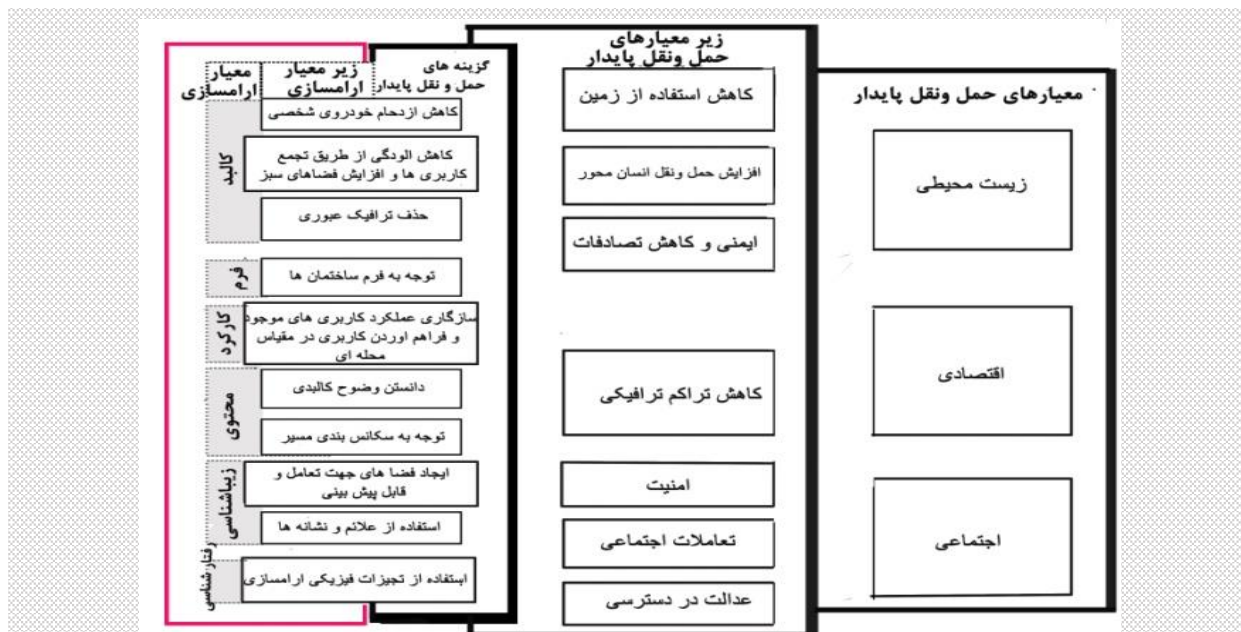 معیارهای حمل ونقل پایدار
زیست محیطی
اقتصادی
اجتماعی
زیر معیارهای
حمل ونقل پایدار
کاهش استفاده از زمین
افزایش حمل ونقل انسان محور
ایمنی و کاهش تصادفات
کاهش تراکم ترافیکی
امنیت
تعاملات اجتماعی
عدالت در دسترسی
گزینه های
حمل و نقل پایدار
زیر معیار
ارامسازی
معیار
ارامسازی
کاهش ازدحام خودروی شخصی
کاهش الودگی از طریق تجمع
کاربری ها و افزایش فضاهای سبز
حذف ترافیک عبوری
کالبد
توجه به فرم ساختمان ها
فرم
سازگاری عملکرد کاربری های موجود
و فراهم اوردن کاربری در مقیاس
محله ای
کارکرد
دانستن وضوح کالبدی
توجه به سکانس بندی مسیر
محتوی
ایجاد فضا های جهت تعامل و
قابل پیش بینی
استفاده از علائم و نشانه ها
زیباشناسی
استفاده از تجیزات فیزیکی ارامسازی
رفتار شناسی